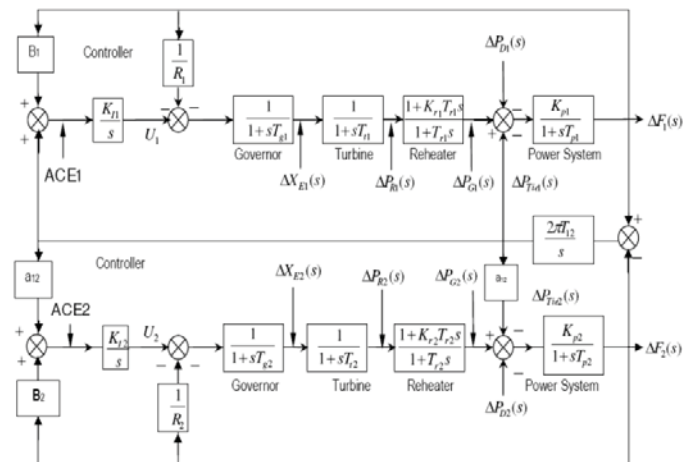 B₁
Controller
1
R₁
ΔP_D1(s)
+
+
K_I1
s
U₁
−
−
1
1+sT_g1
1
1+sT_t1
1+K_r1T_r1s
1+T_r1s
+
−
−
K_p1
1+sT_p1
ΔF₁(s)
ACE1
Governor
Turbine
Reheater
Power System
ΔX_E1(s)
ΔP_R1(s)
ΔP_G1(s)
ΔP_Tie1(s)
2πT₁₂
s
+
−
a₁₂
Controller
ACE2
ΔX_E2(s)
ΔP_R2(s)
ΔP_G2(s)
a₁₂
ΔP_Tie2(s)
+
+
K_I2
s
U₂
−
−
1
1+sT_g2
1
1+sT_t2
1+K_r2T_r2s
1+T_r2s
+
−
−
K_p2
1+sT_p2
ΔF₂(s)
Governor
Turbine
Reheater
Power System
B₂
1
R₂
ΔP_D2(s)